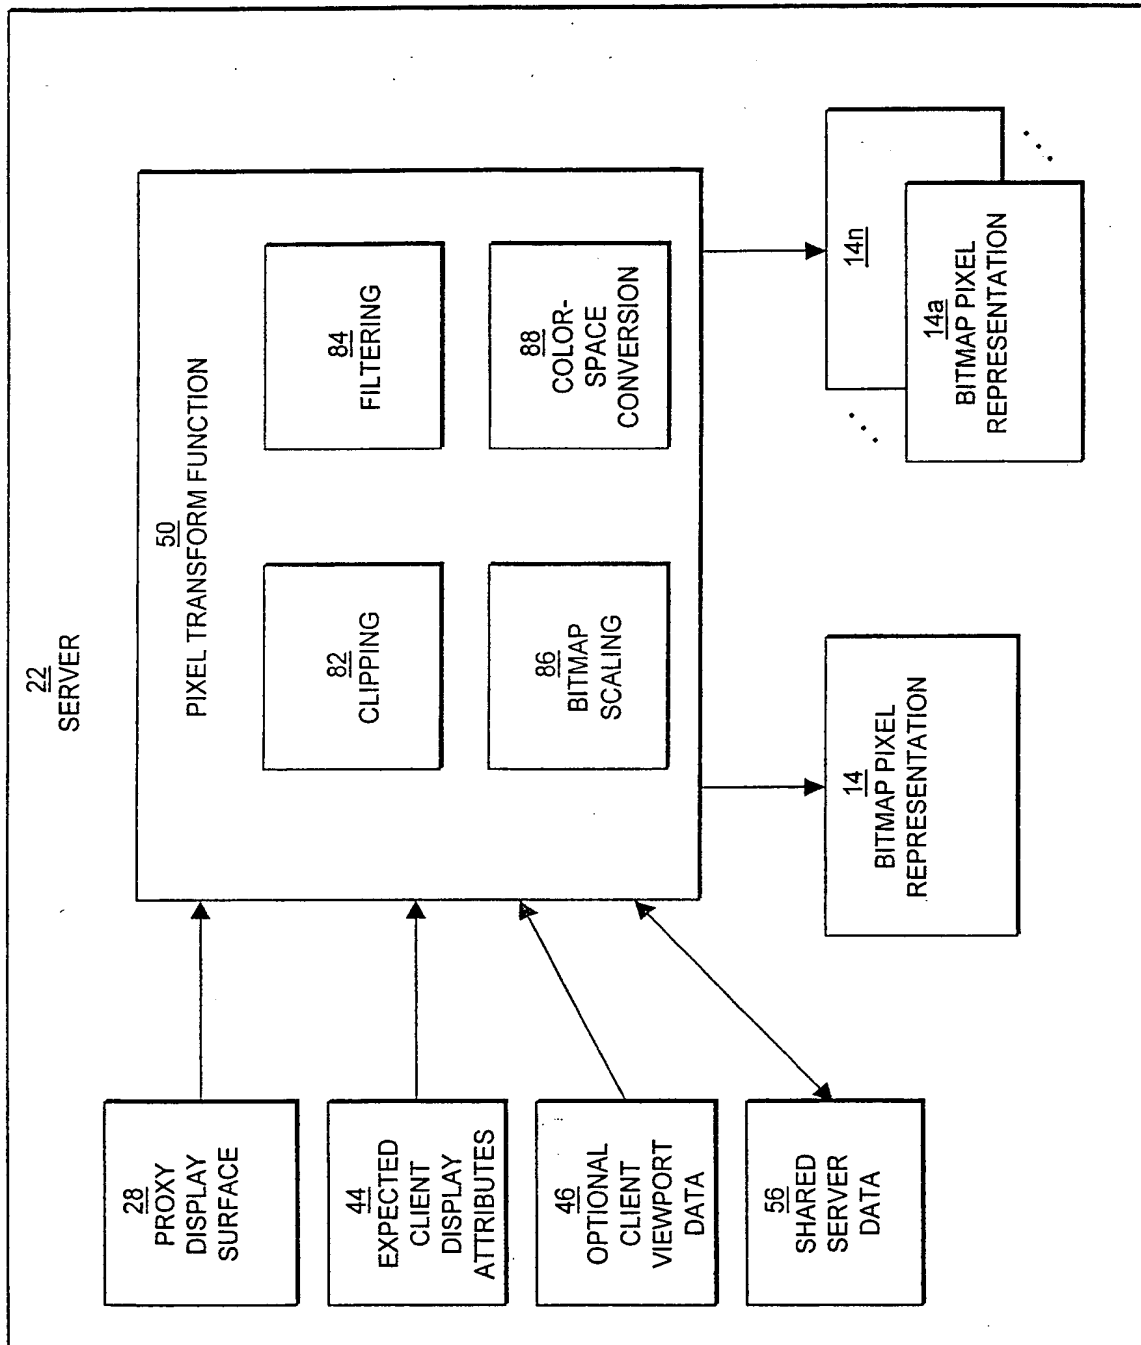 22
SERVER
28
PROXY
DISPLAY
SURFACE
44
EXPECTED
CLIENT
DISPLAY
ATTRIBUTES
46
OPTIONAL
CLIENT
VIEWPORT
DATA
56
SHARED
SERVER
DATA
50
PIXEL TRANSFORM FUNCTION
82
CLIPPING
84
FILTERING
86
BITMAP
SCALING
88
COLOR-
SPACE
CONVERSION
14
BITMAP PIXEL
REPRESENTATION
14n
14a
BITMAP PIXEL
REPRESENTATION